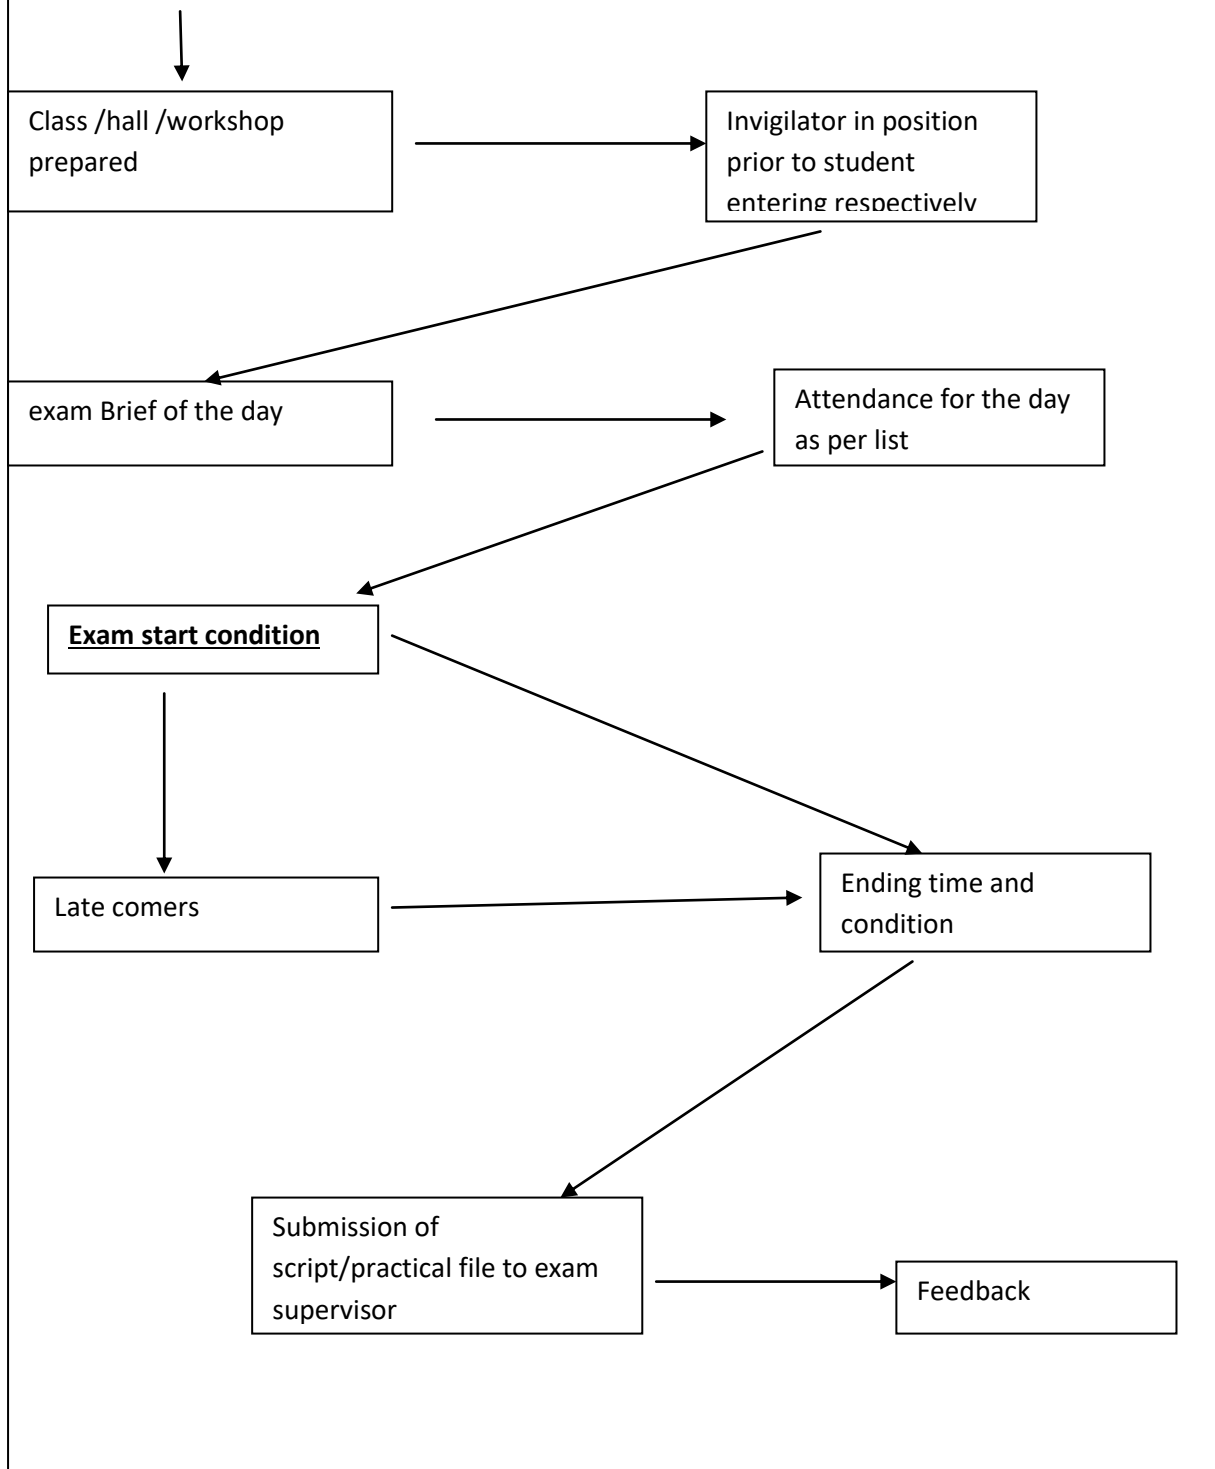 Class /hall /workshop
prepared
Invigilator in position
prior to student
entering respectively
exam Brief of the day
Attendance for the day
as per list
Exam start condition
Late comers
Ending time and
condition
Submission of
script/practical file to exam
supervisor
Feedback